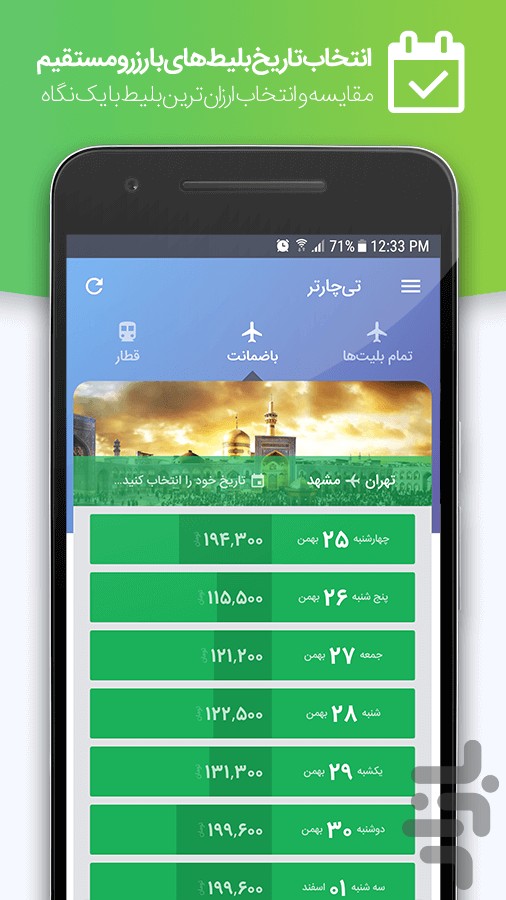 انتخاب تاریخ بلیط‌های بارزرو مستقیم
مقایسه و انتخاب ارزان‌ترین بلیط با یک نگاه
71% 12:33 PM
تی‌چارتر
تمام بلیت‌ها
باضمانت
قطار
تهران مشهد تاریخ خود را انتخاب کنید...
چهارشنبه ۲۵ بهمن ۱۹۴,۳۰۰ تومان
پنج شنبه ۲۶ بهمن ۱۱۵,۵۰۰ تومان
جمعه ۲۷ بهمن ۱۲۱,۲۰۰ تومان
شنبه ۲۸ بهمن ۱۲۲,۵۰۰ تومان
یکشبه ۲۹ بهمن ۱۳۱,۳۰۰ تومان
دوشنبه ۳۰ بهمن ۱۹۹,۶۰۰ تومان
سه شنبه ۰۱ اسفند ۱۹۹,۶۰۰ تومان
بازار